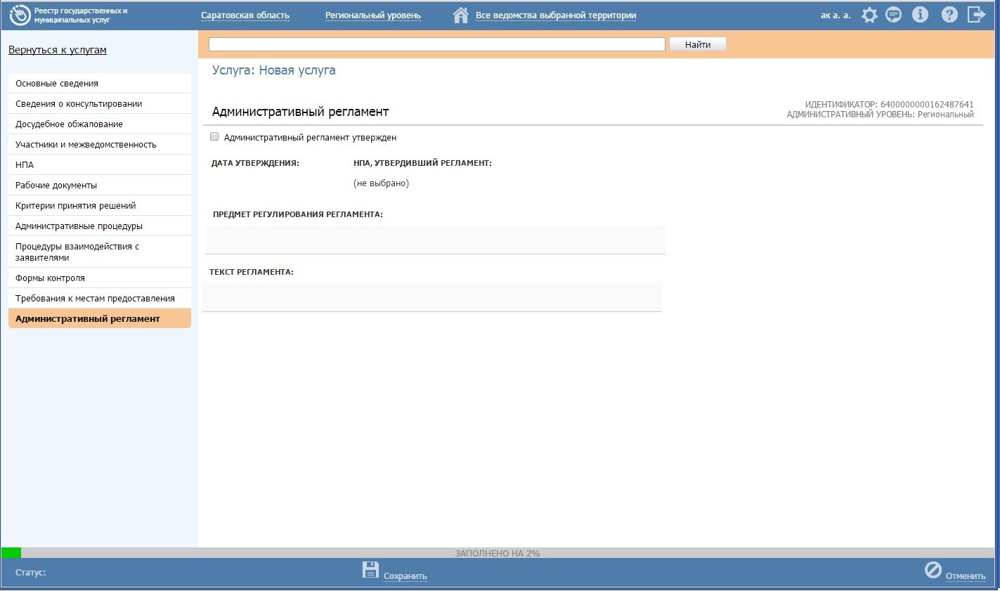 Реестр государственных и
муниципальных услуг
Саратовская область
Региональный уровень
Все ведомства выбранной территории
ак а. а.
Вернуться к услугам
Найти
Основные сведения
Сведения о консультировании
Досудебное обжалование
Участники и межведомственность
НПА
Рабочие документы
Критерии принятия решений
Административные процедуры
Процедуры взаимодействия с
заявителями
Формы контроля
Требования к местам предоставления
Административный регламент
Услуга: Новая услуга
Административный регламент
ИДЕНТИФИКАТОР: 6400000000162487641
АДМИНИСТРАТИВНЫЙ УРОВЕНЬ: Региональный
Административный регламент утвержден
ДАТА УТВЕРЖДЕНИЯ:
НПА, УТВЕРДИВШИЙ РЕГЛАМЕНТ:
(не выбрано)
ПРЕДМЕТ РЕГУЛИРОВАНИЯ РЕГЛАМЕНТА:
ТЕКСТ РЕГЛАМЕНТА:
ЗАПОЛНЕНО НА 2%
Статус:
Сохранить
Отменить